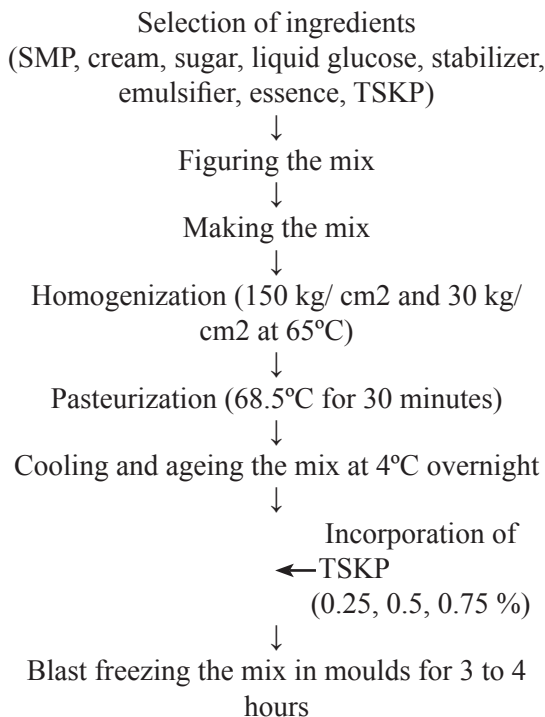 Selection of ingredients
(SMP, cream, sugar, liquid glucose, stabilizer,
emulsifier, essence, TSKP)
↓
Figuring the mix
↓
Making the mix
↓
Homogenization (150 kg/ cm2 and 30 kg/
cm2 at 65ºC)
↓
Pasteurization (68.5ºC for 30 minutes)
↓
Cooling and ageing the mix at 4ºC overnight
↓
Incorporation of
←TSKP
(0.25, 0.5, 0.75 %)
↓
Blast freezing the mix in moulds for 3 to 4
hours